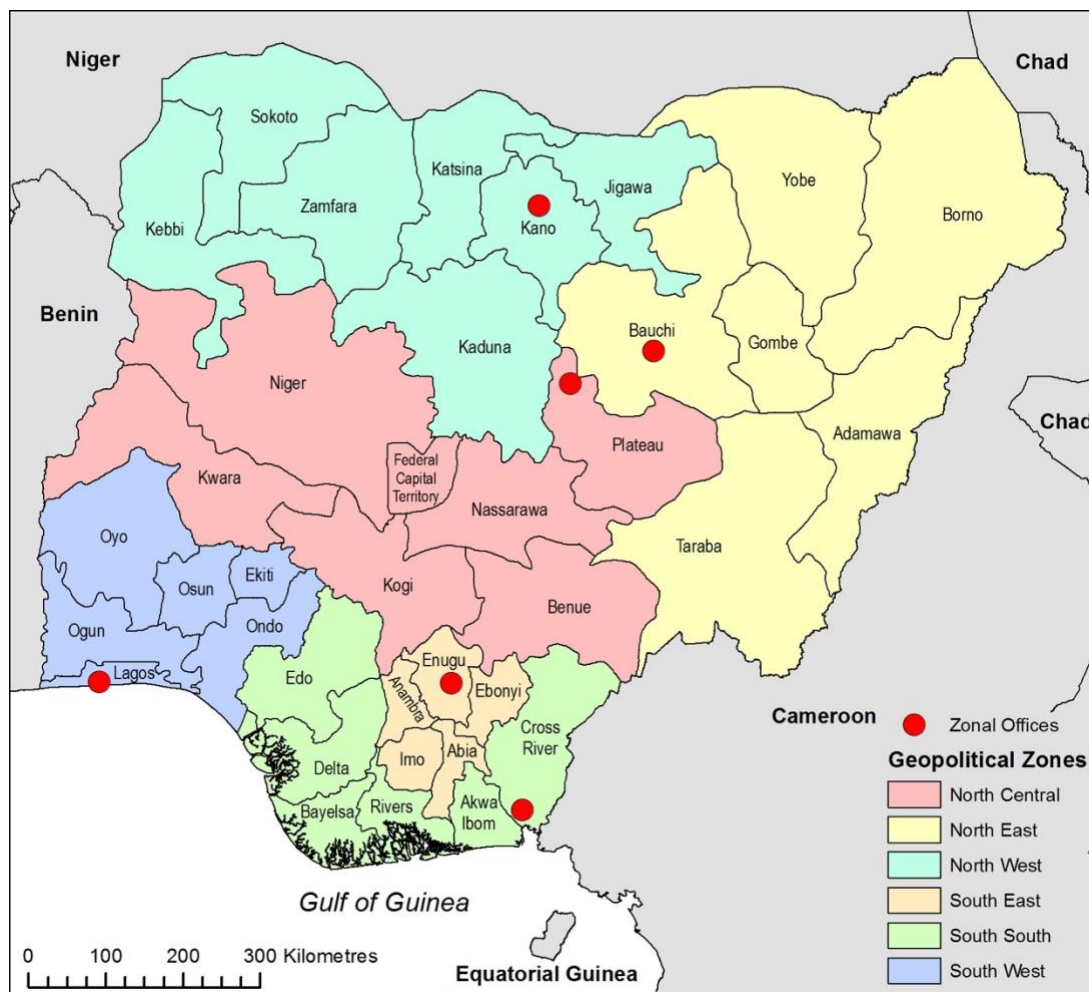 Niger
Chad
Sokoto
Katsina
Jigawa
Yobe
Zamfara
Borno
Kebbi
Kano
Benin
Bauchi
Gombe
Kaduna
Niger
Chad
Adamawa
Plateau
Federal
Capital
Territory
Kwara
Nassarawa
Oyo
Taraba
Ekiti
Osun
Kogi
Benue
Ogun
Ondo
Enugu
Lagos
Edo
Anambra
Ebonyi
Cross
River
Cameroon
Zonal Offices
Abia
Imo
Geopolitical Zones
Delta
Bayelsa
Rivers
Akwa
Ibom
North Central
North East
North West
South East
South South
South West
Gulf of Guinea
0 100 200 300 Kilometres
Equatorial Guinea